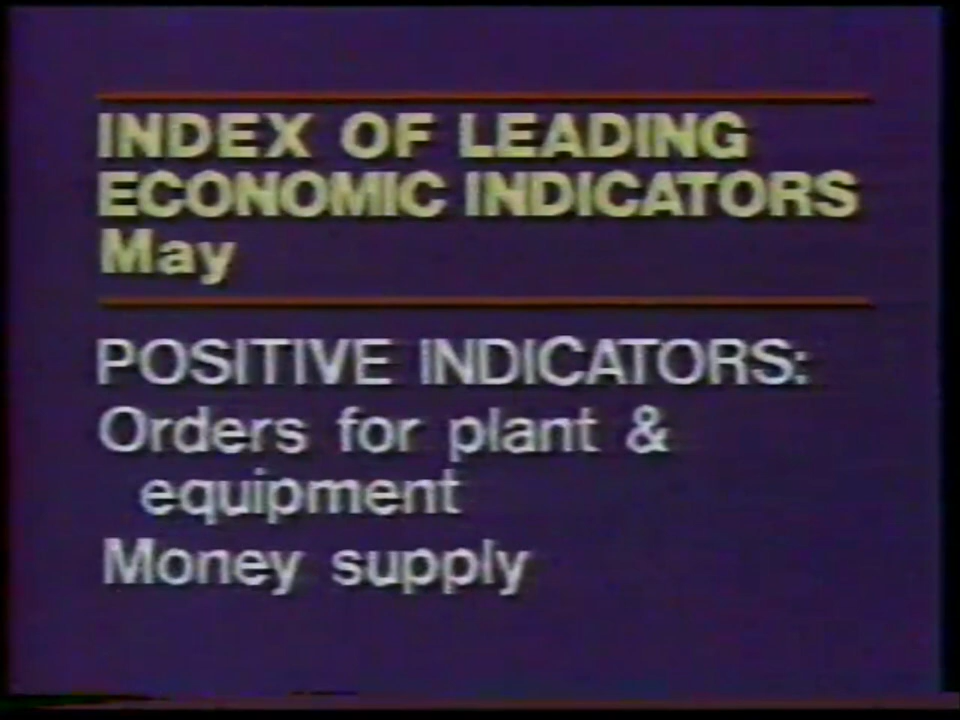 INDEX OF LEADING
ECONOMIC INDICATORS
May
POSITIVE INDICATORS:
Orders for plant &
equipment
Money supply